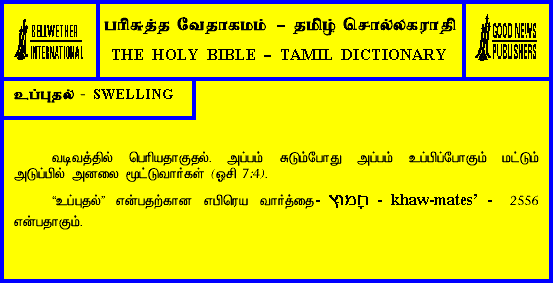 BELLWETHER
INTERNATIONAL
பரிசுத்த வேதாகமம் – தமிழ் சொல்லகராதி
THE HOLY BIBLE – TAMIL DICTIONARY
GOOD NEWS
PUBLISHERS
உப்புதல் - SWELLING
வடிவத்தில் பெரியதாகுதல். அப்பம் சுடும்போது அப்பம் உப்பிப்போகும் மட்டும்
அடுப்பில் அனலை மூட்டுவார்கள் (ஓசி 7:4).
“உப்புதல்” என்பதற்கான எபிரெய வார்த்தை- חָמֵץ - khaw-mates’ - 2556
என்பதாகும்.